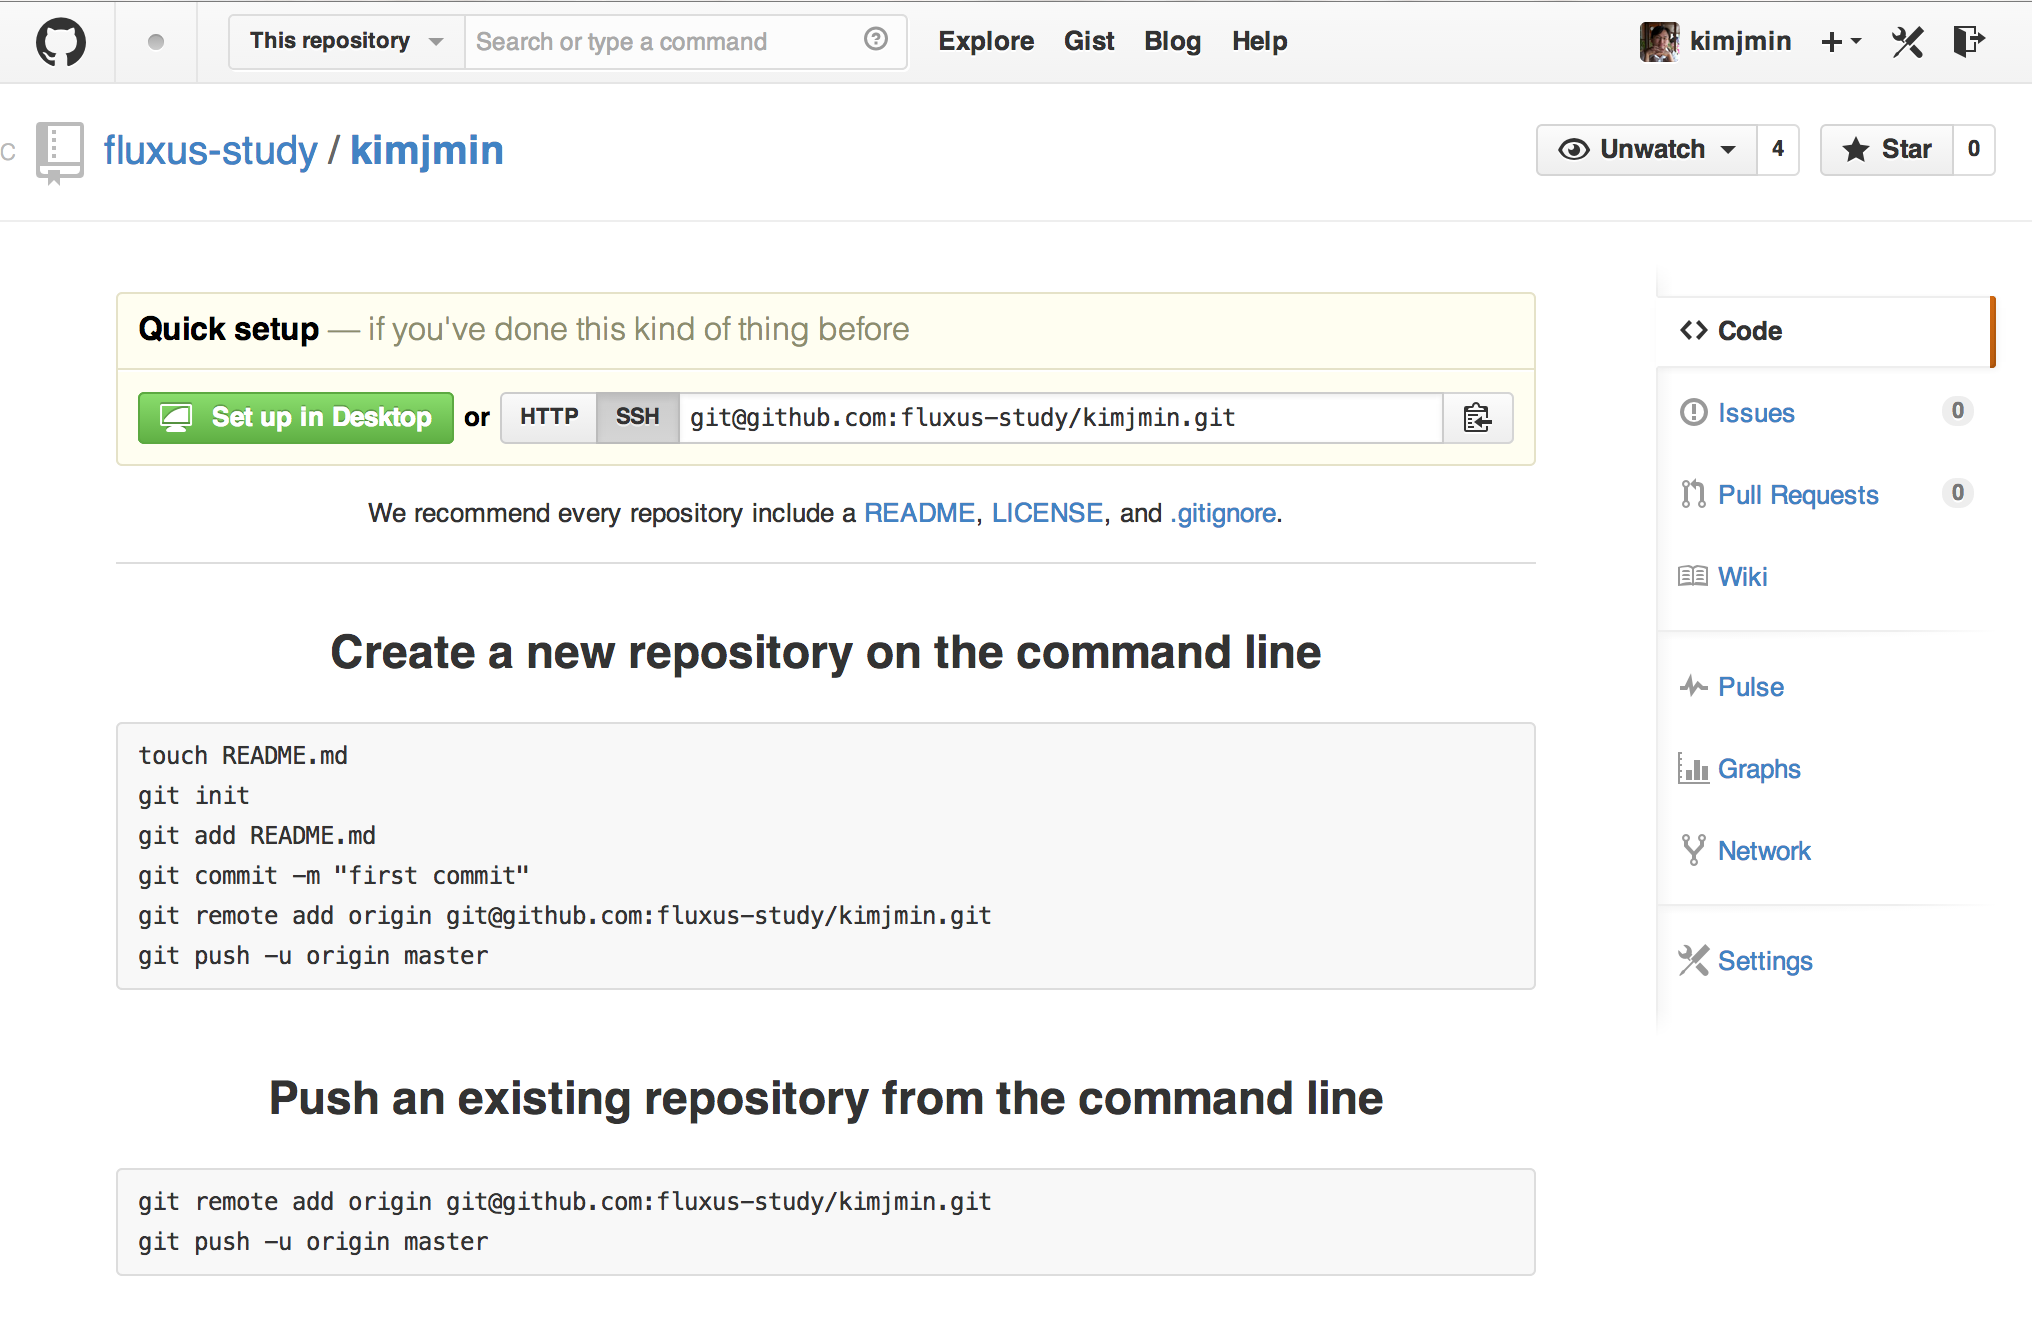 This repository Search or type a command Explore Gist Blog Help kimjmin
C fluxus-study / kimjmin Unwatch 4 Star 0
Quick setup — if you've done this kind of thing before
Set up in Desktop or HTTP SSH git@github.com:fluxus-study/kimjmin.git
We recommend every repository include a README, LICENSE, and .gitignore.
Create a new repository on the command line
touch README.md
git init
git add README.md
git commit -m "first commit"
git remote add origin git@github.com:fluxus-study/kimjmin.git
git push -u origin master
Push an existing repository from the command line
git remote add origin git@github.com:fluxus-study/kimjmin.git
git push -u origin master
Code
Issues 0
Pull Requests 0
Wiki
Pulse
Graphs
Network
Settings